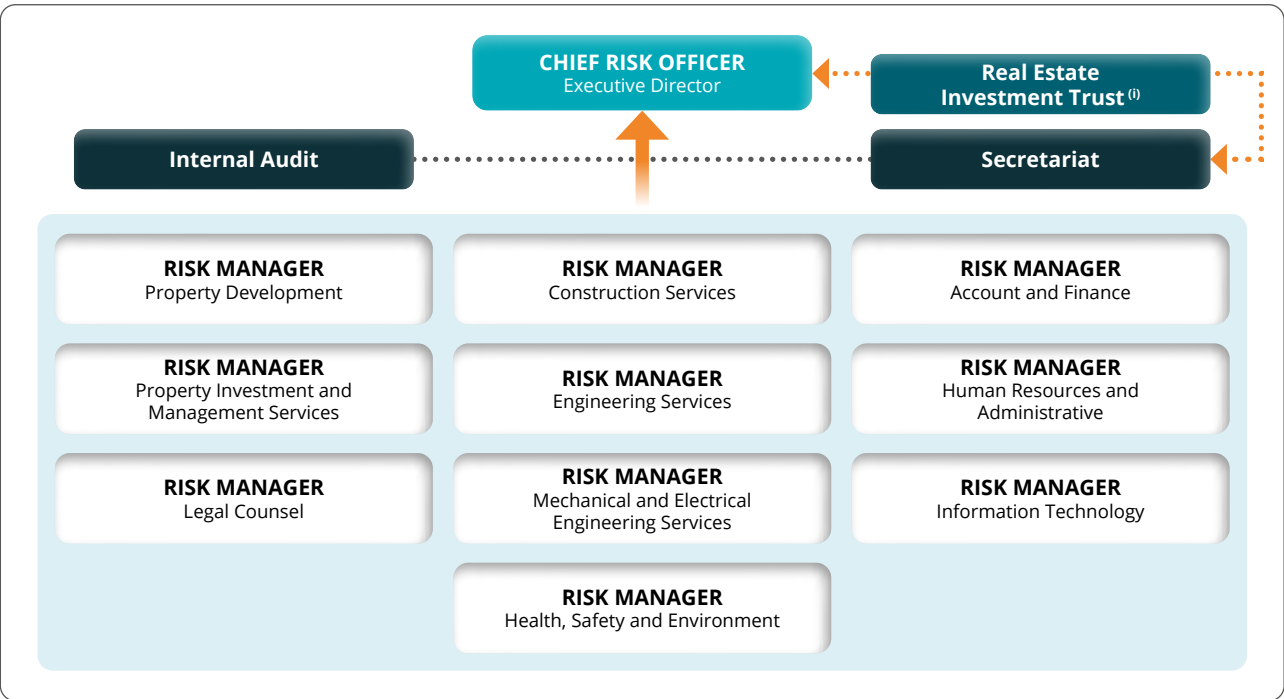 CHIEF RISK OFFICER
Executive Director
Real Estate
Investment Trust (i)
Internal Audit
Secretariat
RISK MANAGER
Property Development
RISK MANAGER
Construction Services
RISK MANAGER
Account and Finance
RISK MANAGER
Property Investment and
Management Services
RISK MANAGER
Engineering Services
RISK MANAGER
Human Resources and
Administrative
RISK MANAGER
Legal Counsel
RISK MANAGER
Mechanical and Electrical
Engineering Services
RISK MANAGER
Information Technology
RISK MANAGER
Health, Safety and Environment